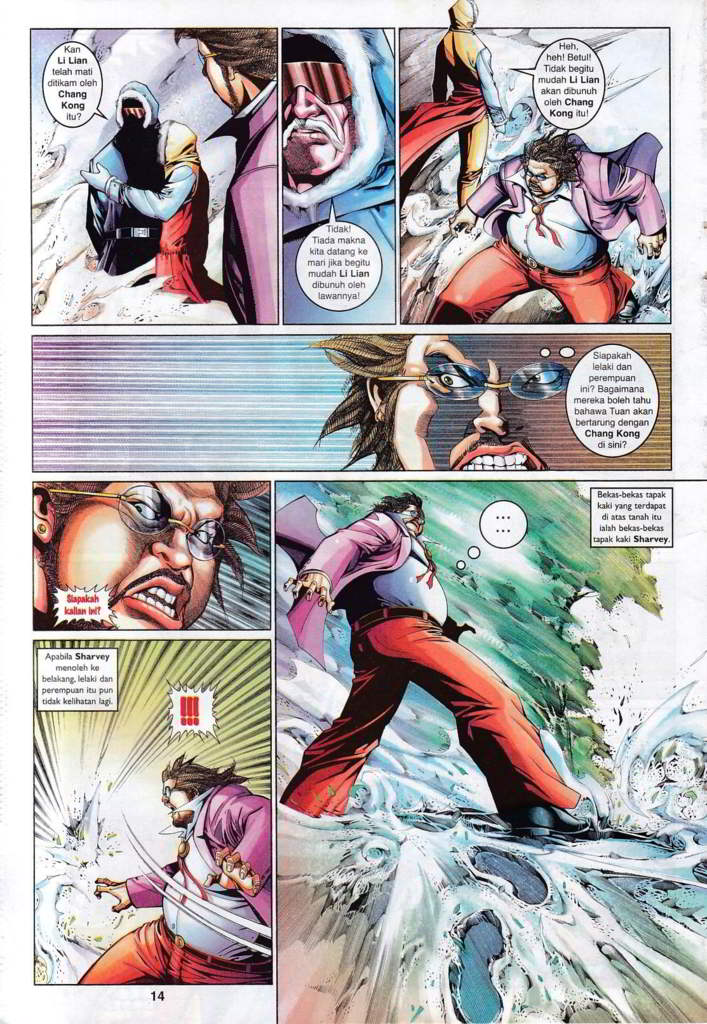 Kan
Li Lian
telah mati
ditikam oleh
Chang
Kong
itu?
Tidak!
Tiada makna
kita datang ke
mari jika begitu
mudah Li Lian
dibunuh oleh
lawannya!
Heh,
heh! Betul!
Tidak begitu
mudah Li Lian
akan dibunuh
oleh Chang
Kong itu!
Siapakah
lelaki dan
perempuan
ini? Bagaimana
mereka boleh tahu
bahawa Tuan akan
bertarung dengan
Chang Kong
di sini?
Siapakah
kalian ini?
Apabila Sharvey
menoleh ke
belakang, lelaki dan
perempuan itu pun
tidak kelihatan lagi.
!!!
...
...
Bekas-bekas tapak
kaki yang terdapat
di atas tanah itu
ialah bekas-bekas
tapak kaki Sharvey.
14